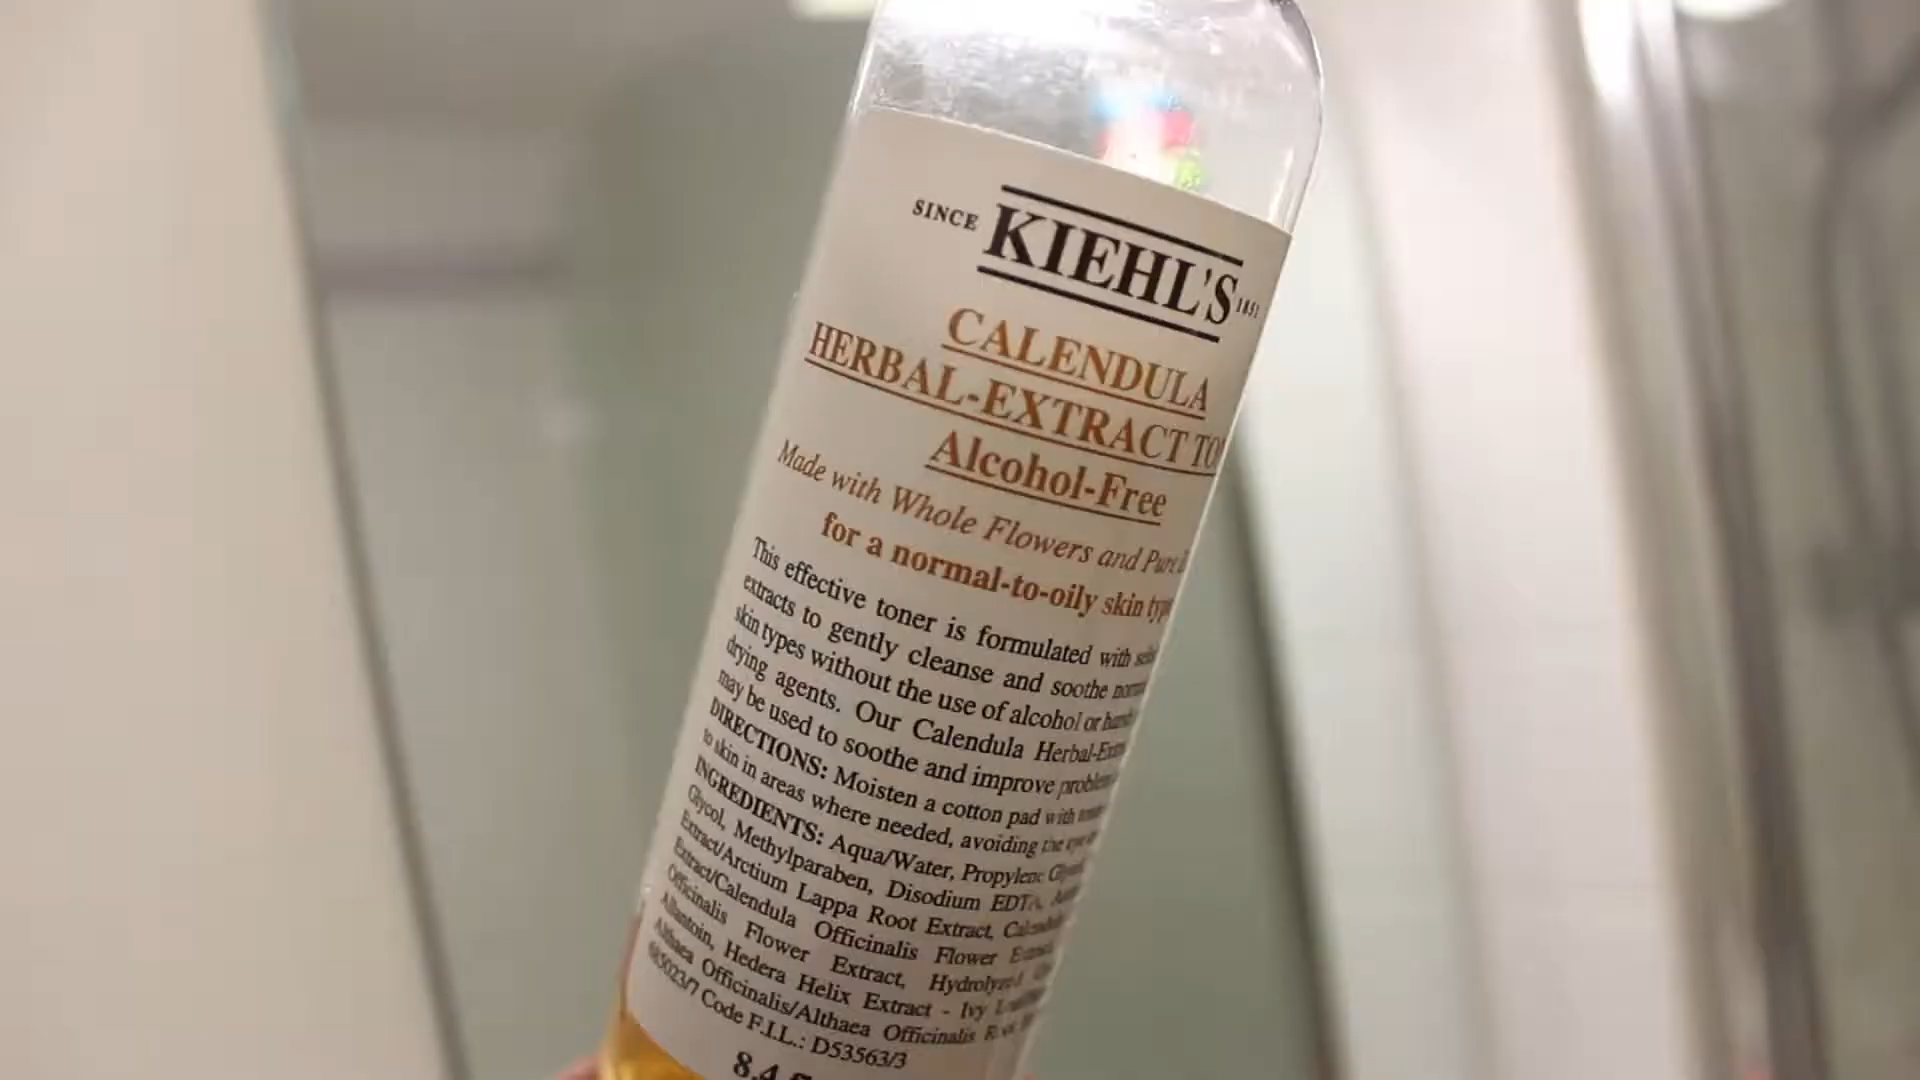 SINCE KIEHL'S 1851
CALENDULA
HERBAL-EXTRACT
Alcohol-Free
Made with Whole Flowers and Pure
for a normal-to-oily skin
This effective toner is formulated with
extracts to gently cleanse and soothe
skin types without the use of alcohol or
drying agents. Our Calendula
may be used to soothe and improve
DIRECTIONS: Moisten a cotton pad with
to skin in areas where needed, avoiding the
INGREDIENTS: Aqua/Water, Propylene
Glycol, Methylparaben, Disodium EDTA,
Extract/Arctium Lappa Root Extract,
Extract/Calendula Officinalis Flower
Officinalis Flower Extract,
Allantoin, Hedera Helix Extract - Ivy
Althaea Officinalis/Althaea Officinalis
Code F.I.L.: D53563/3
8.4